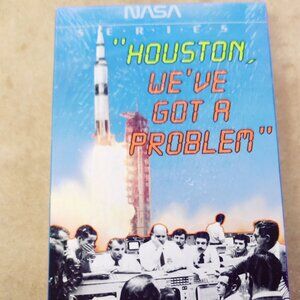 NASA
SERIES
"HOUSTON,
WE'VE
GOT A
PROBLEM"